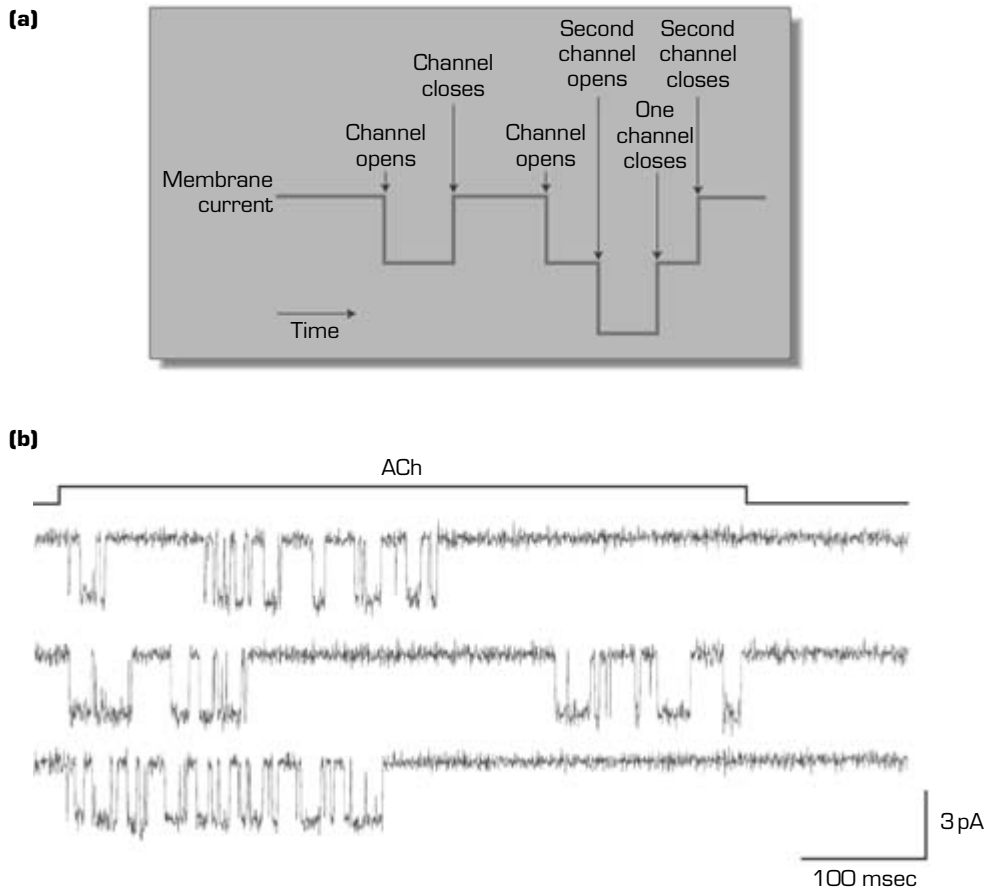 (a)
Second
channel
opens
Second
channel
closes
Channel
closes
One
channel
closes
Channel
opens
Channel
opens
Membrane
current
Time
(b)
ACh
3 pA
100 msec